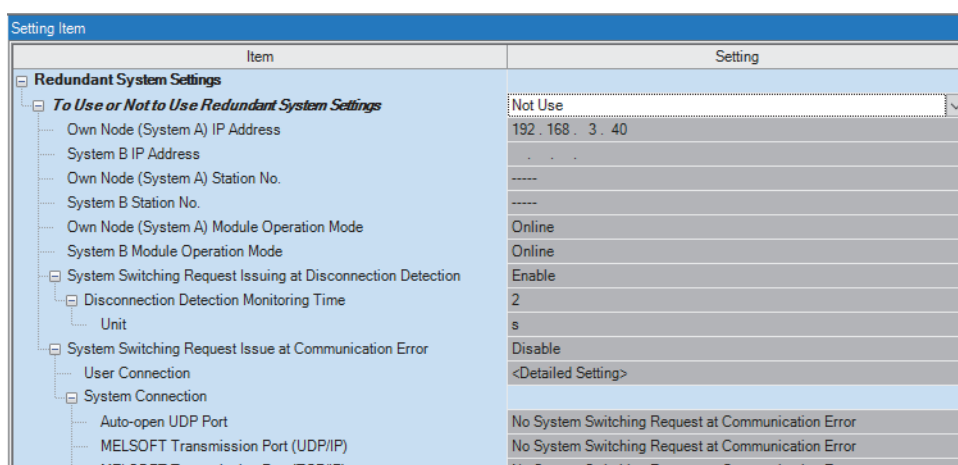 Setting Item
Item Setting
Redundant System Settings
To Use or Not to Use Redundant System Settings Not Use
Own Node (System A) IP Address 192 . 168 . 3 . 40
System B IP Address . . .
Own Node (System A) Station No. -----
System B Station No. -----
Own Node (System A) Module Operation Mode Online
System B Module Operation Mode Online
System Switching Request Issuing at Disconnection Detection Enable
Disconnection Detection Monitoring Time 2
Unit s
System Switching Request Issue at Communication Error Disable
User Connection <Detailed Setting>
System Connection
Auto-open UDP Port No System Switching Request at Communication Error
MELSOFT Transmission Port (UDP/IP) No System Switching Request at Communication Error